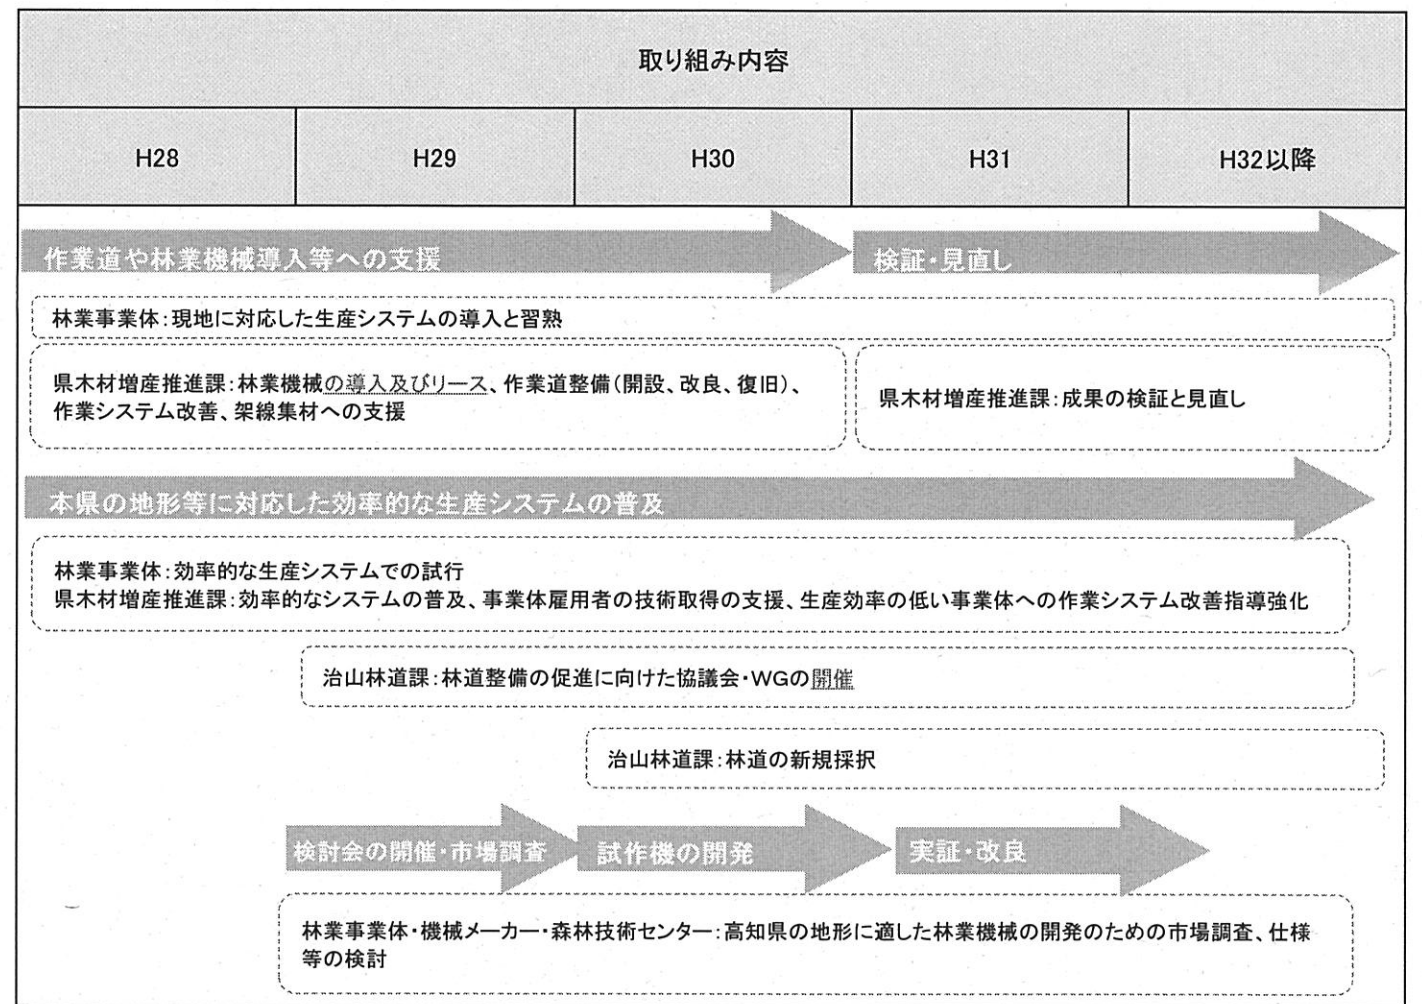 取り組み内容
H28
H29
H30
H31
H32以降
作業道や林業機械導入等への支援
検証・見直し
林業事業体：現地に対応した生産システムの導入と習熟
県木材増産推進課：林業機械の導入及びリース、作業道整備（開設、改良、復旧）、
作業システム改善、架線集材への支援
県木材増産推進課：成果の検証と見直し
本県の地形等に対応した効率的な生産システムの普及
林業事業体：効率的な生産システムでの試行
県木材増産推進課：効率的なシステムの普及、事業体雇用者の技術取得の支援、生産効率の低い事業体への作業システム改善指導強化
治山林道課：林道整備の促進に向けた協議会・WGの開催
治山林道課：林道の新規採択
検討会の開催・市場調査
試作機の開発
実証・改良
林業事業体・機械メーカー・森林技術センター：高知県の地形に適した林業機械の開発のための市場調査、仕様
等の検討